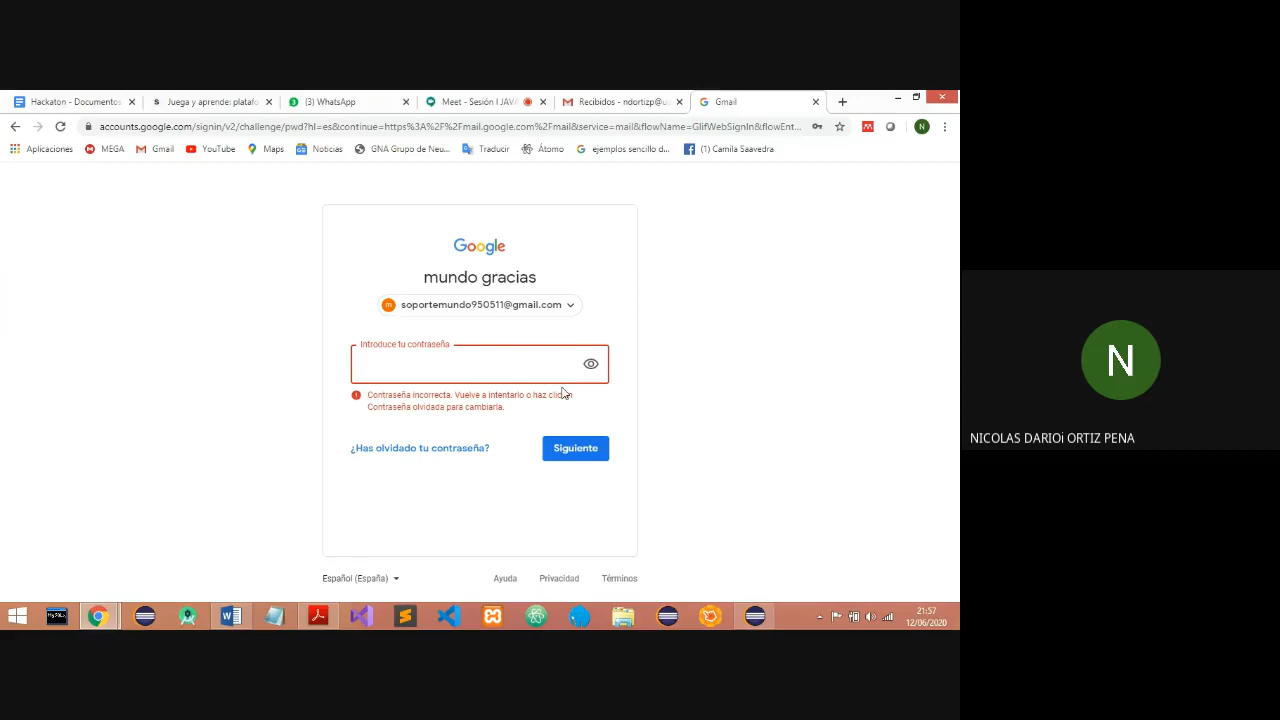 Hackaton - Documentos
Juega y aprende: platafo
(3) WhatsApp
Meet - Sesión I JAVA
Recibidos - ndortizp@u
Gmail
accounts.google.com/signin/v2/challenge/pwd?hl=es&continue=https%3A%2F%2Fmail.google.com%2Fmail&service=mail&flowName=GlifWebSignIn&flowEnt...
N
Aplicaciones
MEGA
Gmail
YouTube
Maps
Noticias
GNA Grupo de Neu...
Traducir
Átomo
ejemplos sencillo d...
(1) Camila Saavedra
Google
mundo gracias
m
soportemundo950511@gmail.com
Introduce tu contraseña
Contraseña incorrecta. Vuelve a intentarlo o haz clic en
Contraseña olvidada para cambiarla.
¿Has olvidado tu contraseña?
Siguiente
Español (España)
Ayuda
Privacidad
Términos
21:57
12/06/2020
N
NICOLAS DARIOi ORTIZ PENA